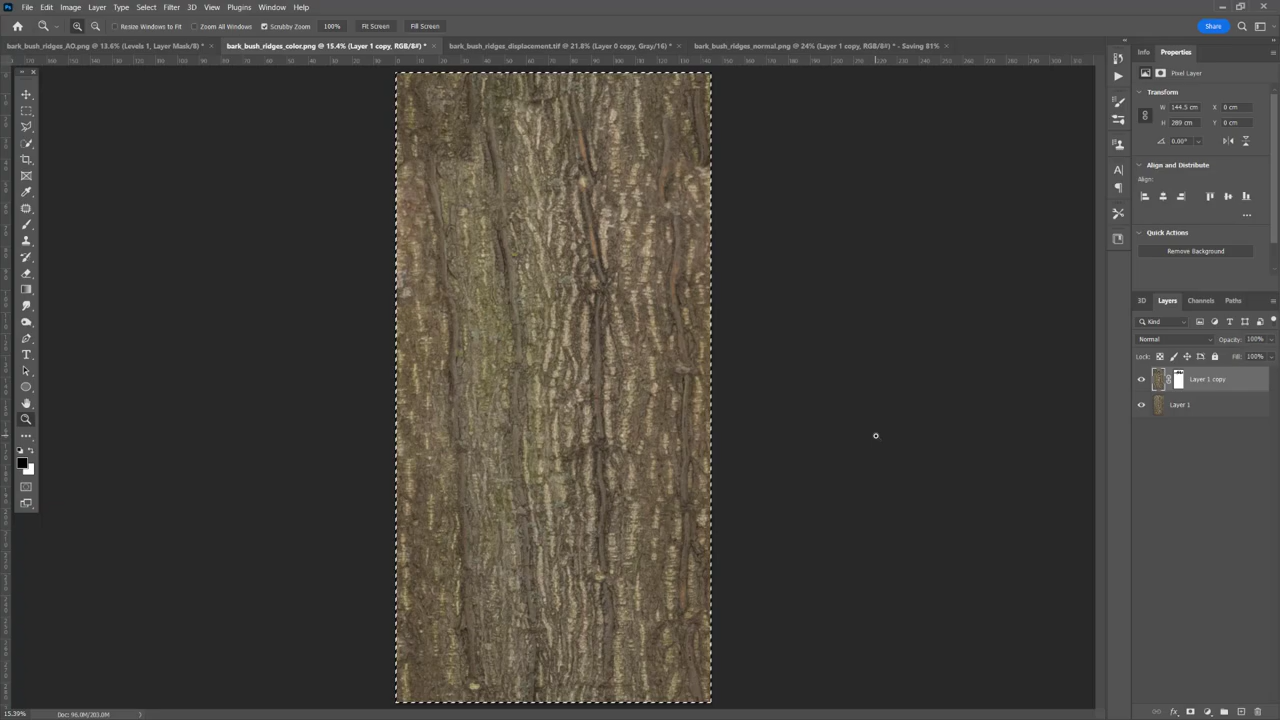 File Edit Image Layer Type Select Filter 3D View Plugins Window Help
Resize Windows to Fit Zoom All Windows Scrubby Zoom 100% Fit Screen Fill Screen Share
bark_bush_ridges_AO.png @ 13.6% (Levels 1, Layer Mask/8) * × bark_bush_ridges_color.png @ 15.4% (Layer 1 copy, RGB/8#) * × bark_bush_ridges_displacement.tif @ 21.8% (Layer 0 copy, Gray/16) * × bark_bush_ridges_normal.png @ 24% (Layer 1 copy, RGB/8#) * - Saving 81% ×
Info Properties
Pixel Layer
Transform
W 144.5 cm X 0 cm
H 289 cm Y 0 cm
0.00°
Align and Distribute
Align:
Quick Actions
Remove Background
3D Layers Channels Paths
Kind
Normal Opacity: 100%
Lock: Fill: 100%
Layer 1 copy
Layer 1
15.39% Doc: 96.0M/203.0M